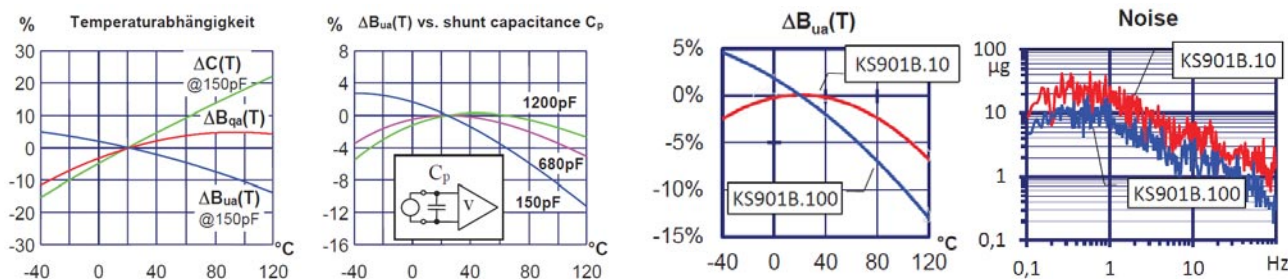 Temperaturabhängigkeit
%
30
20
10
0
-10
-20
-30
-40
0
40
80
120
°C
ΔC(T)
@150pF
ΔBqa(T)
ΔBua(T)
@150pF
ΔBua(T) vs. shunt capacitance Cp
%
8
4
0
-4
-8
-12
-16
-40
0
40
80
120
°C
1200pF
680pF
150pF
Cp
v
ΔBua(T)
5%
0%
-5%
-10%
-15%
-40
0
40
80
120
°C
KS901B.10
KS901B.100
Noise
100
µg
10
1
0,1
0,1
1
10
Hz
KS901B.10
KS901B.100